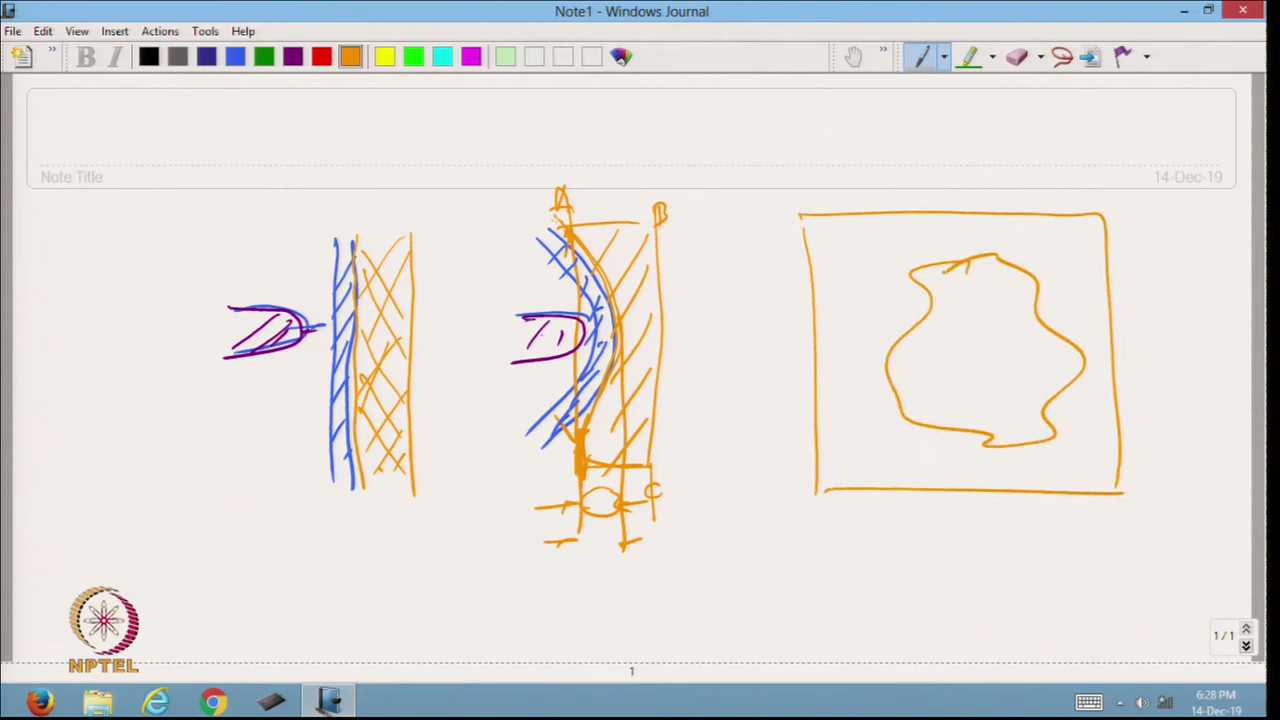 Note1 - Windows Journal
File Edit View Insert Actions Tools Help
B I
Note Title
14-Dec-19
A
B
C
1 / 1
NPTEL
1
6:28 PM
14-Dec-19